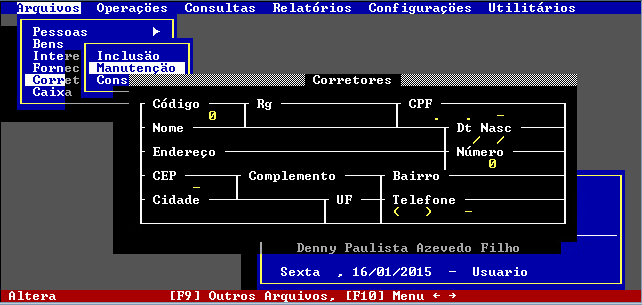 Arquivos Operações Consultas Relatórios Configurações Utilitários
Pessoas
Bens
Intere
Fornec
Corret
Caixa
Inclusão
Manutenção
Cons
Corretores
Código Rg CPF
0 . . -
Nome Dt Nasc
/ /
Endereço Número
0
CEP Complemento Bairro
-
Cidade UF Telefone
( ) -
Denny Paulista Azevedo Filho
Sexta , 16/01/2015 - Usuario
Altera [F9] Outros Arquivos, [F10] Menu ← →